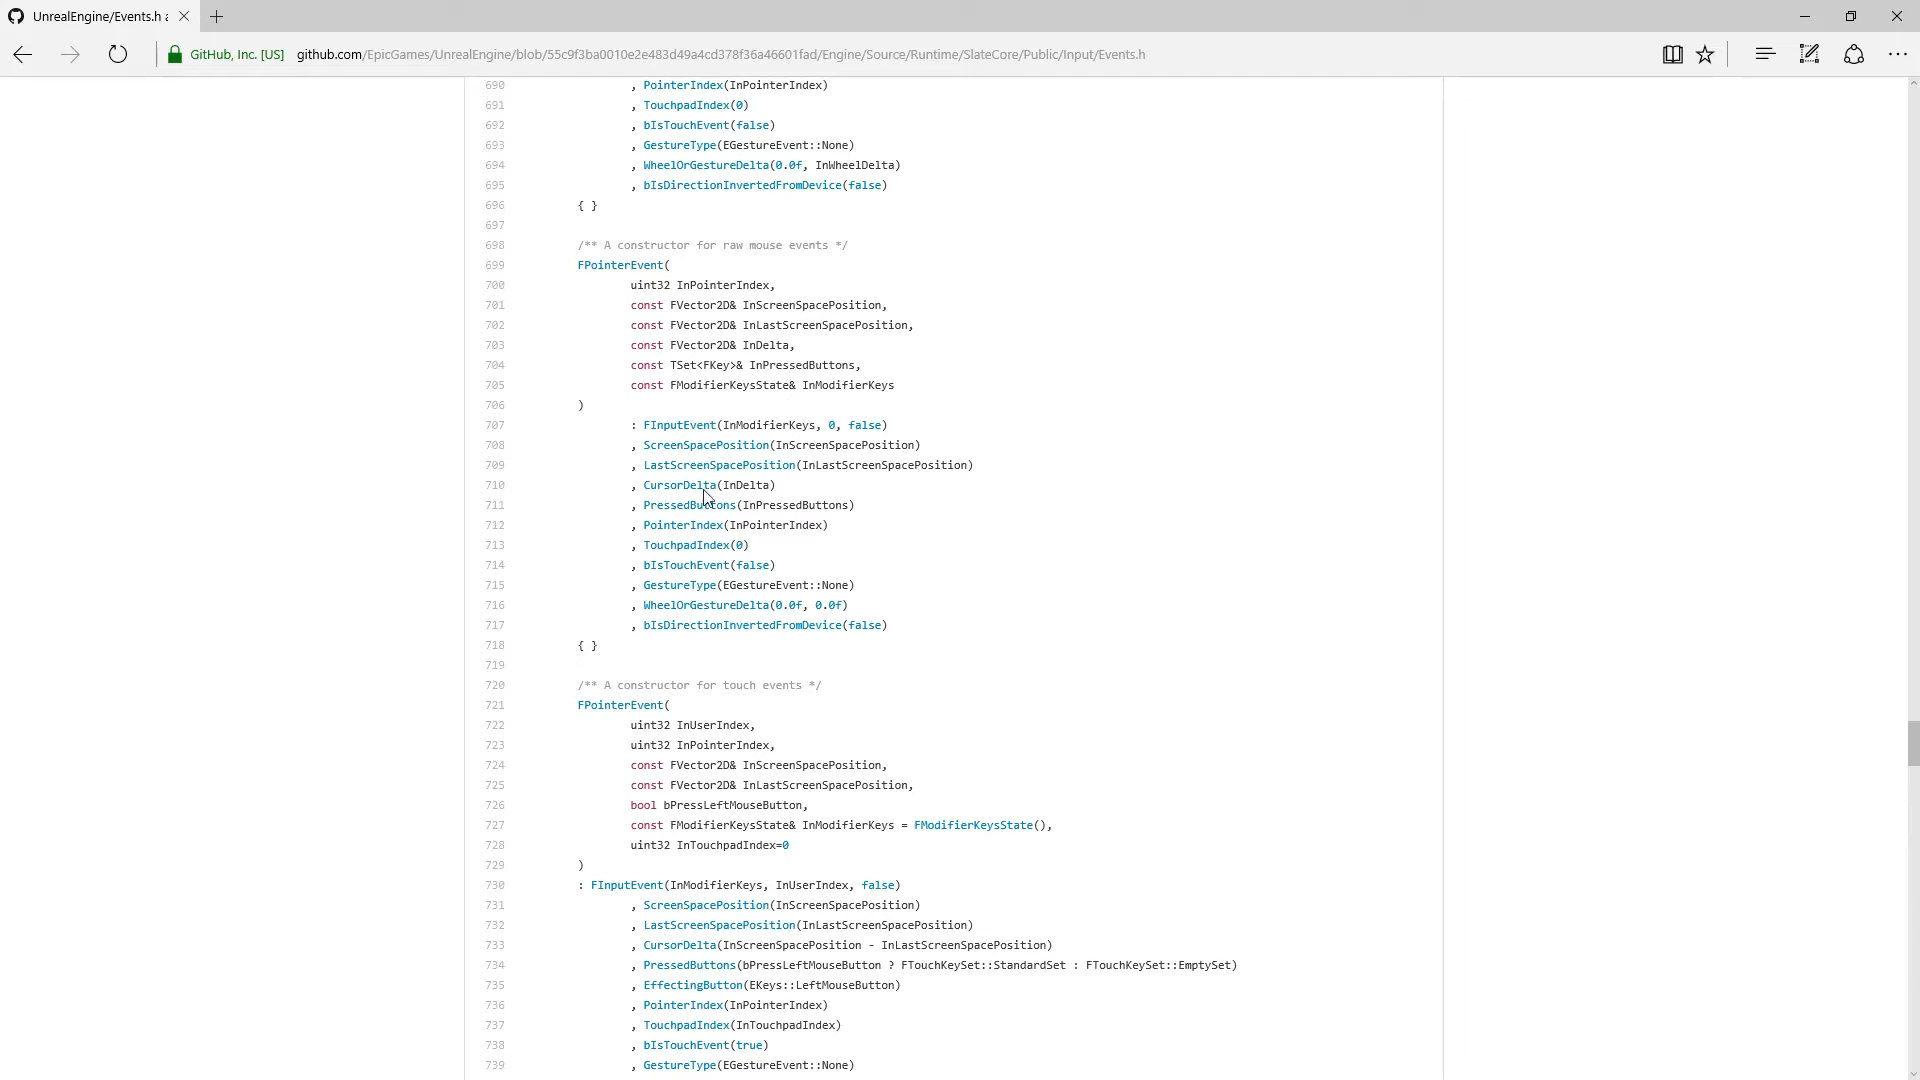 UnrealEngine/Events.h a
GitHub, Inc. [US] github.com/EpicGames/UnrealEngine/blob/55c9f3ba0010e2e483d49a4cd378f36a46601fad/Engine/Source/Runtime/SlateCore/Public/Input/Events.h
690 , PointerIndex(InPointerIndex)
691 , TouchpadIndex(0)
692 , bIsTouchEvent(false)
693 , GestureType(EGestureEvent::None)
694 , WheelOrGestureDelta(0.0f, InWheelDelta)
695 , bIsDirectionInvertedFromDevice(false)
696 { }
697
698 /** A constructor for raw mouse events */
699 FPointerEvent(
700 uint32 InPointerIndex,
701 const FVector2D& InScreenSpacePosition,
702 const FVector2D& InLastScreenSpacePosition,
703 const FVector2D& InDelta,
704 const TSet<FKey>& InPressedButtons,
705 const FModifierKeysState& InModifierKeys
706 )
707 : FInputEvent(InModifierKeys, 0, false)
708 , ScreenSpacePosition(InScreenSpacePosition)
709 , LastScreenSpacePosition(InLastScreenSpacePosition)
710 , CursorDelta(InDelta)
711 , PressedButtons(InPressedButtons)
712 , PointerIndex(InPointerIndex)
713 , TouchpadIndex(0)
714 , bIsTouchEvent(false)
715 , GestureType(EGestureEvent::None)
716 , WheelOrGestureDelta(0.0f, 0.0f)
717 , bIsDirectionInvertedFromDevice(false)
718 { }
719
720 /** A constructor for touch events */
721 FPointerEvent(
722 uint32 InUserIndex,
723 uint32 InPointerIndex,
724 const FVector2D& InScreenSpacePosition,
725 const FVector2D& InLastScreenSpacePosition,
726 bool bPressLeftMouseButton,
727 const FModifierKeysState& InModifierKeys = FModifierKeysState(),
728 uint32 InTouchpadIndex=0
729 )
730 : FInputEvent(InModifierKeys, InUserIndex, false)
731 , ScreenSpacePosition(InScreenSpacePosition)
732 , LastScreenSpacePosition(InLastScreenSpacePosition)
733 , CursorDelta(InScreenSpacePosition - InLastScreenSpacePosition)
734 , PressedButtons(bPressLeftMouseButton ? FTouchKeySet::StandardSet : FTouchKeySet::EmptySet)
735 , EffectingButton(EKeys::LeftMouseButton)
736 , PointerIndex(InPointerIndex)
737 , TouchpadIndex(InTouchpadIndex)
738 , bIsTouchEvent(true)
739 , GestureType(EGestureEvent::None)